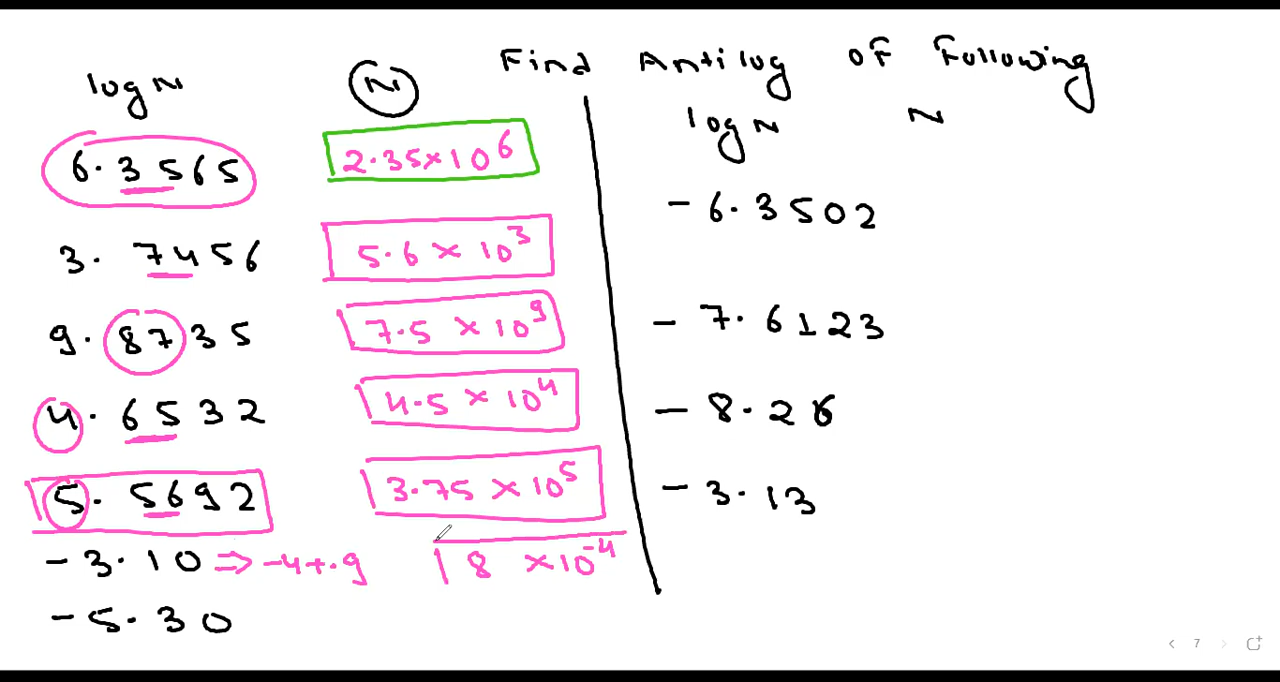 Find Antilog of Following
log N N
6.3565 2.35×10^6
3.7456 5.6 × 10^3
9.8735 7.5 × 10^9
4.6532 4.5 × 10^4
5.5692 3.75 × 10^5
-3.10 ⇒ -4+.9 8 ×10^-4
-5.30
log N N
-6.3502
-7.6123
-8.26
-3.13
7